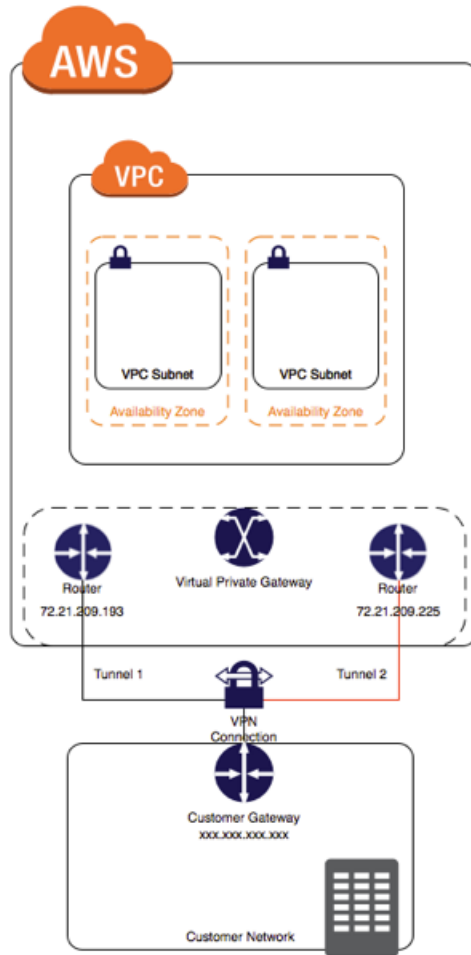 AWS
VPC
VPC Subnet
VPC Subnet
Availability Zone
Availability Zone
Router
Virtual Private Gateway
Router
72.21.209.193
72.21.209.225
Tunnel 1
Tunnel 2
VPN
Connection
Customer Gateway
xxx.xxx.xxx.xxx
Customer Network